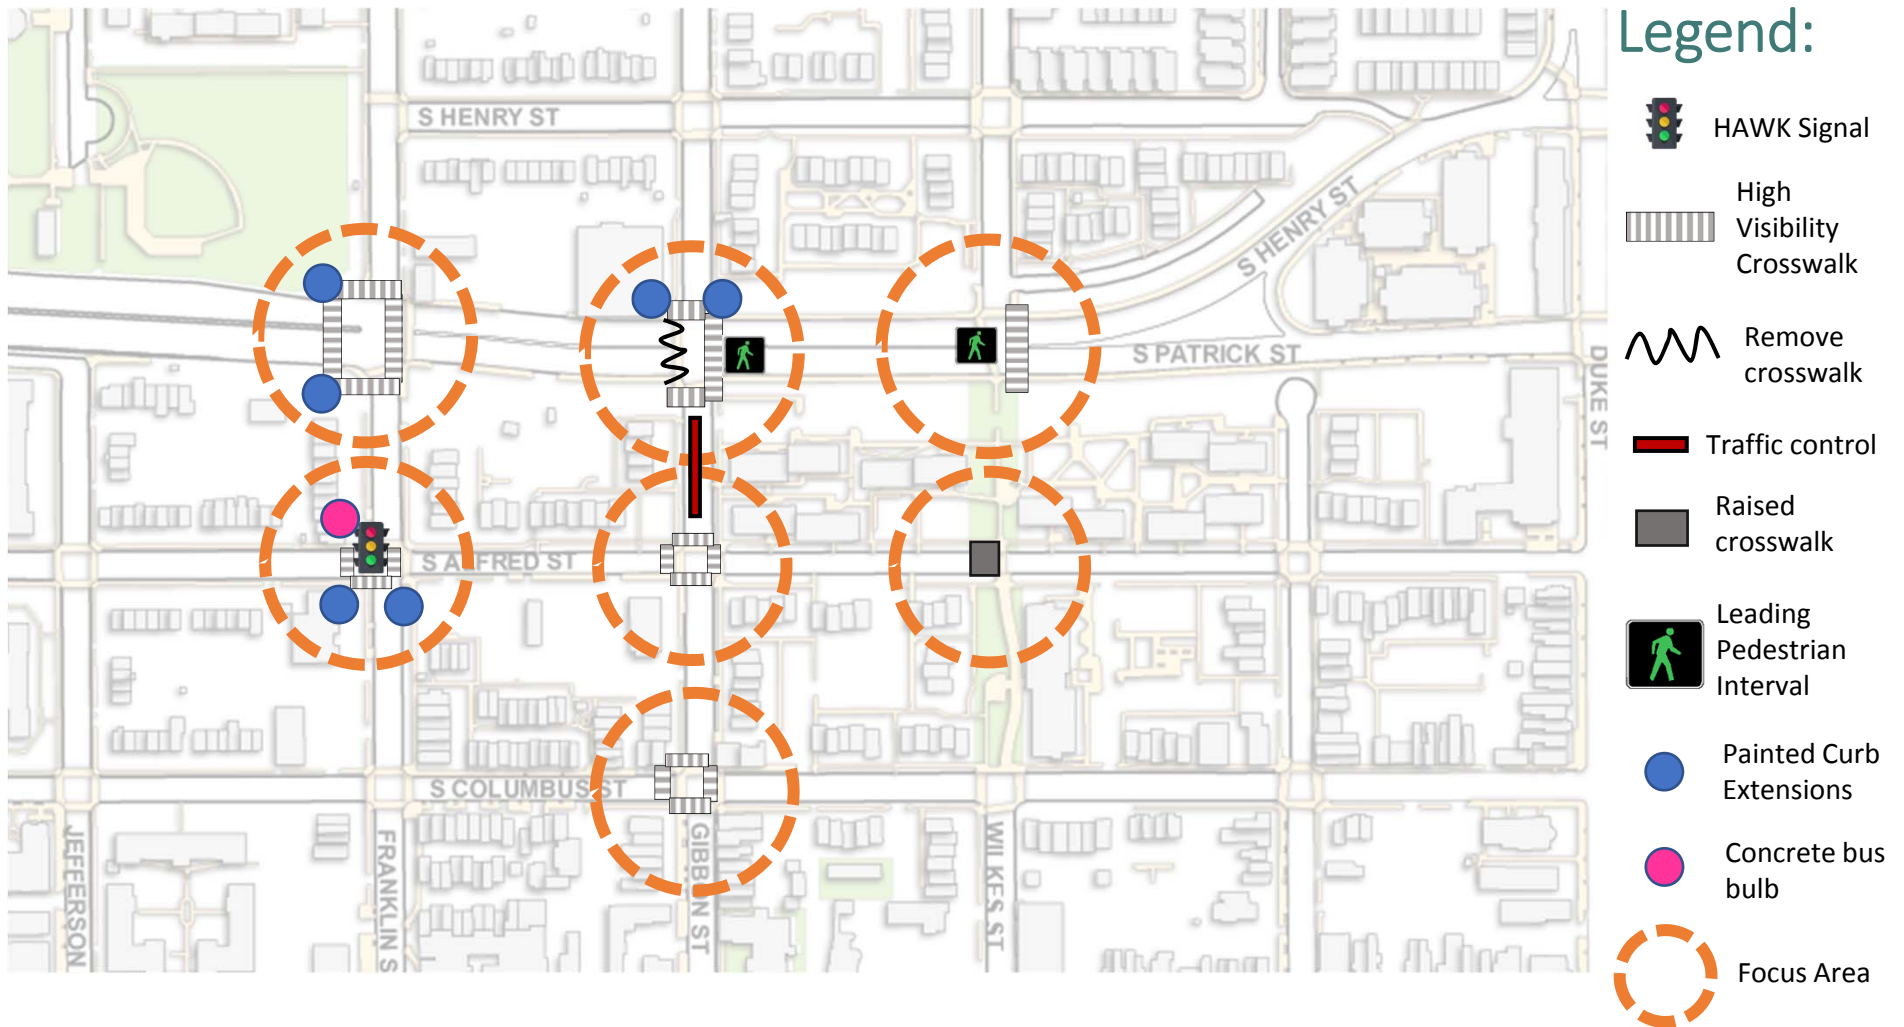 Legend:
HAWK Signal
High
Visibility
Crosswalk
Remove
crosswalk
Traffic control
Raised
crosswalk
Leading
Pedestrian
Interval
Painted Curb
Extensions
Concrete bus
bulb
Focus Area
S HENRY ST
S HENRY ST
S PATRICK ST
DUKE ST
S ALFRED ST
S COLUMBUS ST
JEFFERSON
FRANKLIN S
GIBBON ST
WILKES ST